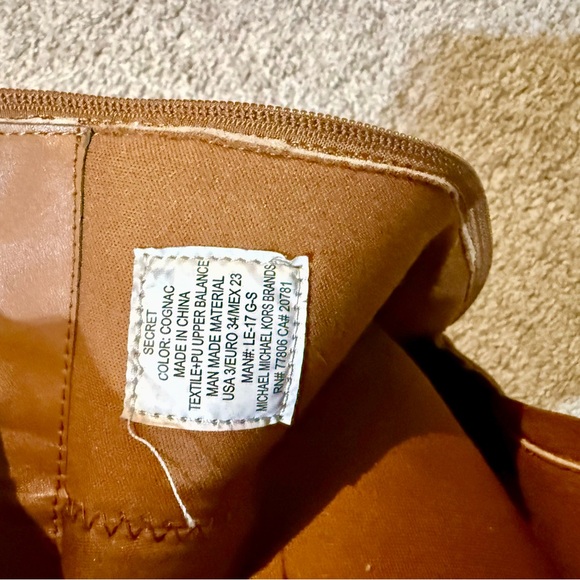 SECRET
COLOR: COGNAC
MADE IN CHINA
TEXTILE+PU UPPER BALANCE
MAN MADE MATERIAL
USA 3/EURO 34/MEX 23
MAN#: LE-17 G-S
MICHAEL MICHAEL KORS BRANDS
RN# 77806 CA# 20781